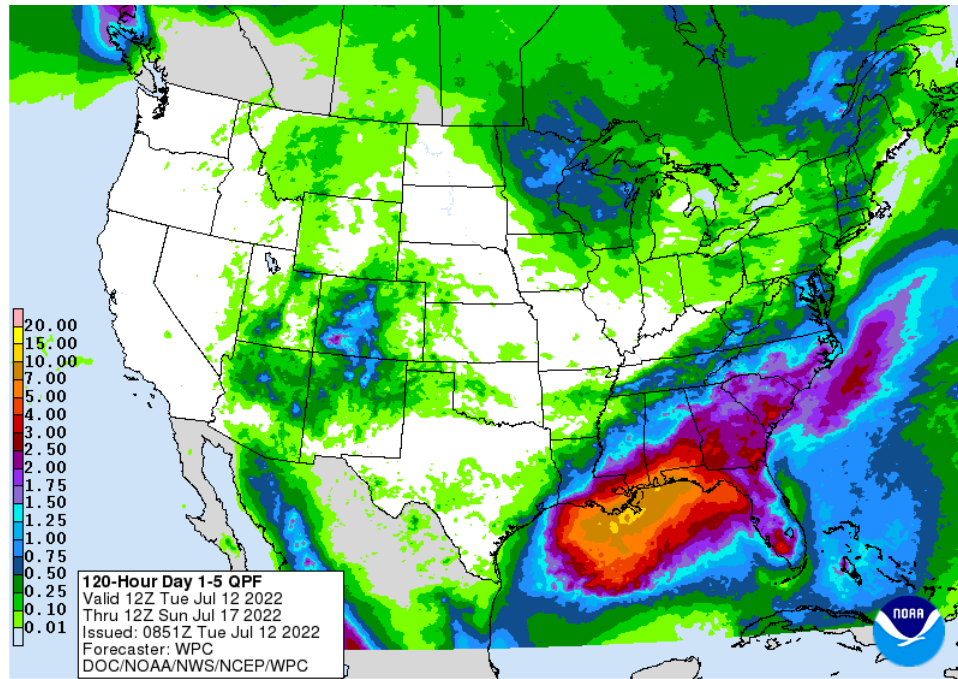 20.00
15.00
10.00
7.00
5.00
4.00
3.00
2.50
2.00
1.75
1.50
1.25
1.00
0.75
0.50
0.25
0.10
0.01
120-Hour Day 1-5 QPF
Valid 12Z Tue Jul 12 2022
Thru 12Z Sun Jul 17 2022
Issued: 0851Z Tue Jul 12 2022
Forecaster: WPC
DOC/NOAA/NWS/NCEP/WPC
NOAA